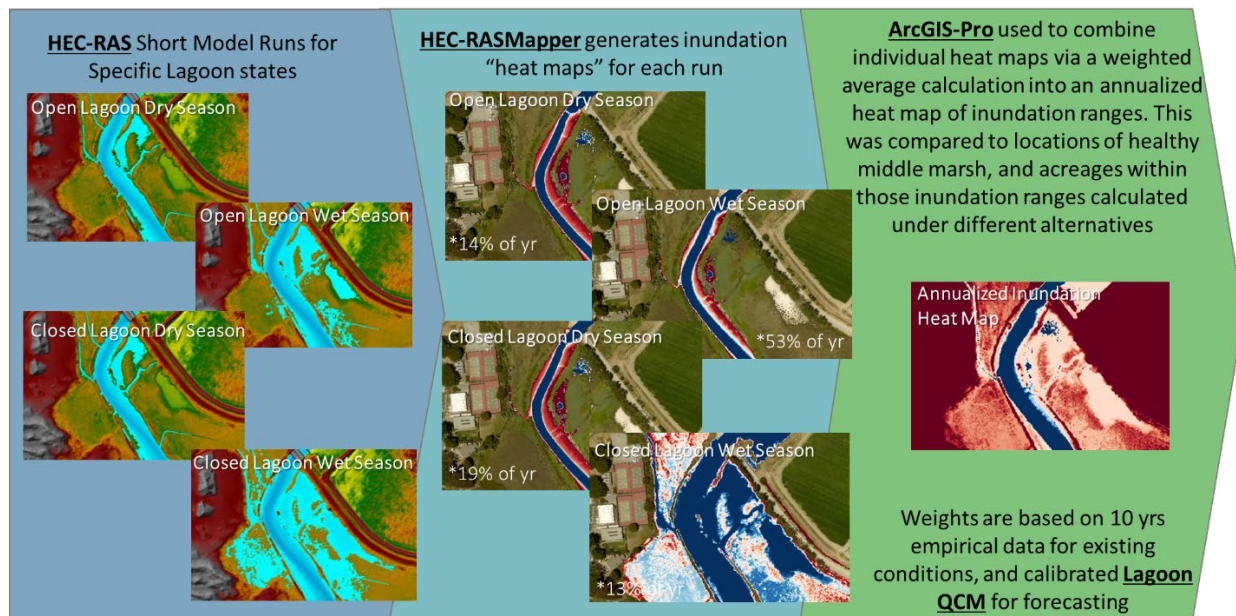 HEC-RAS Short Model Runs for
Specific Lagoon states
Open Lagoon Dry Season
Open Lagoon Wet Season
Closed Lagoon Dry Season
Closed Lagoon Wet Season
HEC-RASMapper generates inundation
“heat maps” for each run
Open Lagoon Dry Season
*14% of yr
Open Lagoon Wet Season
*53% of yr
Closed Lagoon Dry Season
*19% of yr
Closed Lagoon Wet Season
*13% of yr
ArcGIS-Pro used to combine
individual heat maps via a weighted
average calculation into an annualized
heat map of inundation ranges. This
was compared to locations of healthy
middle marsh, and acreages within
those inundation ranges calculated
under different alternatives
Annualized Inundation
Heat Map
Weights are based on 10 yrs
empirical data for existing
conditions, and calibrated Lagoon
QCM for forecasting